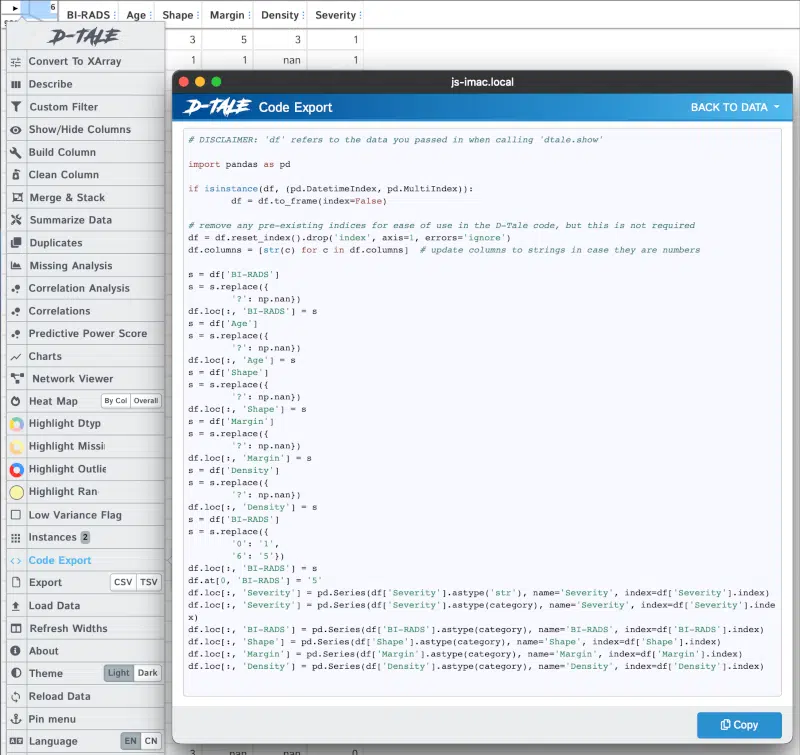 ▸ 6
BI-RADS Age Shape Margin Density Severity
3 5 3 1
1 1 nan 1
D-TALE
Convert To XArray
Describe
Custom Filter
Show/Hide Columns
Build Column
Clean Column
Merge & Stack
Summarize Data
Duplicates
Missing Analysis
Correlation Analysis
Correlations
Predictive Power Score
Charts
Network Viewer
Heat Map By Col Overall
Highlight Dtyp
Highlight Missi
Highlight Outlie
Highlight Ran
Low Variance Flag
Instances 2
Code Export
Export CSV TSV
Load Data
Refresh Widths
About
Theme Light Dark
Reload Data
Pin menu
Language EN CN
js-imac.local
D-TALE Code Export BACK TO DATA
# DISCLAIMER: 'df' refers to the data you passed in when calling 'dtale.show'
import pandas as pd
if isinstance(df, (pd.DatetimeIndex, pd.MultiIndex)):
df = df.to_frame(index=False)
# remove any pre-existing indices for ease of use in the D-Tale code, but this is not required
df = df.reset_index().drop('index', axis=1, errors='ignore')
df.columns = [str(c) for c in df.columns]  # update columns to strings in case they are numbers
s = df['BI-RADS']
s = s.replace({
'?': np.nan})
df.loc[:, 'BI-RADS'] = s
s = df['Age']
s = s.replace({
'?': np.nan})
df.loc[:, 'Age'] = s
s = df['Shape']
s = s.replace({
'?': np.nan})
df.loc[:, 'Shape'] = s
s = df['Margin']
s = s.replace({
'?': np.nan})
df.loc[:, 'Margin'] = s
s = df['Density']
s = s.replace({
'?': np.nan})
df.loc[:, 'Density'] = s
s = df['BI-RADS']
s = s.replace({
'0': '1',
'6': '5'})
df.loc[:, 'BI-RADS'] = s
df.at[0, 'BI-RADS'] = '5'
df.loc[:, 'Severity'] = pd.Series(df['Severity'].astype('str'), name='Severity', index=df['Severity'].index)
df.loc[:, 'Severity'] = pd.Series(df['Severity'].astype(category), name='Severity', index=df['Severity'].inde
x)
df.loc[:, 'BI-RADS'] = pd.Series(df['BI-RADS'].astype(category), name='BI-RADS', index=df['BI-RADS'].index)
df.loc[:, 'Shape'] = pd.Series(df['Shape'].astype(category), name='Shape', index=df['Shape'].index)
df.loc[:, 'Margin'] = pd.Series(df['Margin'].astype(category), name='Margin', index=df['Margin'].index)
df.loc[:, 'Density'] = pd.Series(df['Density'].astype(category), name='Density', index=df['Density'].index)
Copy
3 nan nan 0